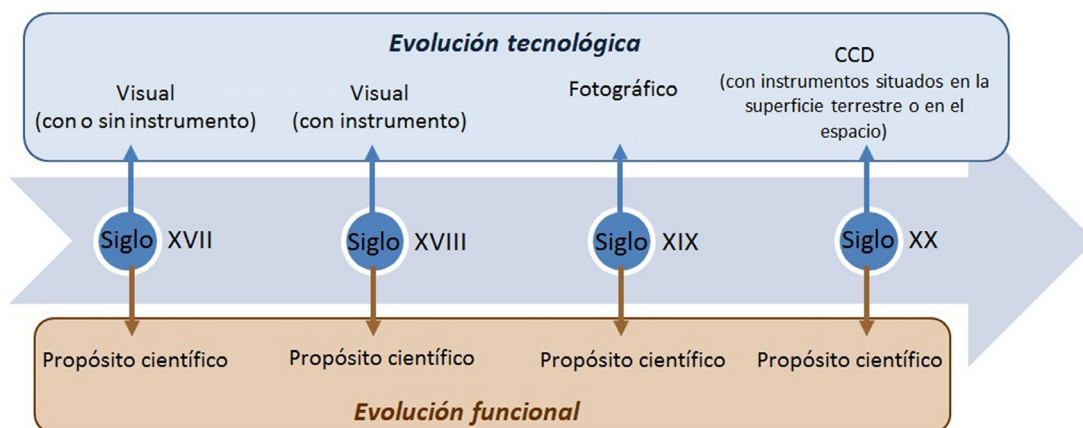 Evolución tecnológica
Visual
(con o sin instrumento)
Visual
(con instrumento)
Fotográfico
CCD
(con instrumentos situados en la
superficie terrestre o en el
espacio)
Siglo XVII
Siglo XVIII
Siglo XIX
Siglo XX
Propósito científico
Propósito científico
Propósito científico
Propósito científico
Evolución funcional